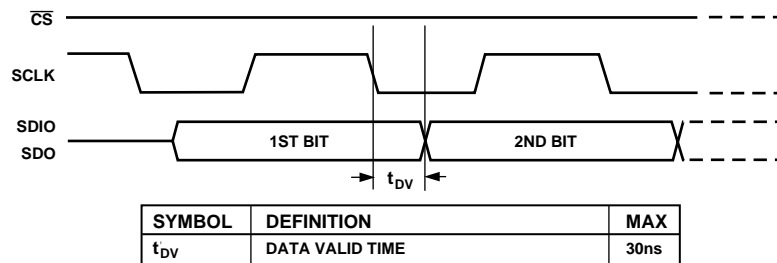 CS
SCLK
SDIO
SDO
1ST BIT
2ND BIT
tDV
SYMBOL DEFINITION MAX
tDV DATA VALID TIME 30ns